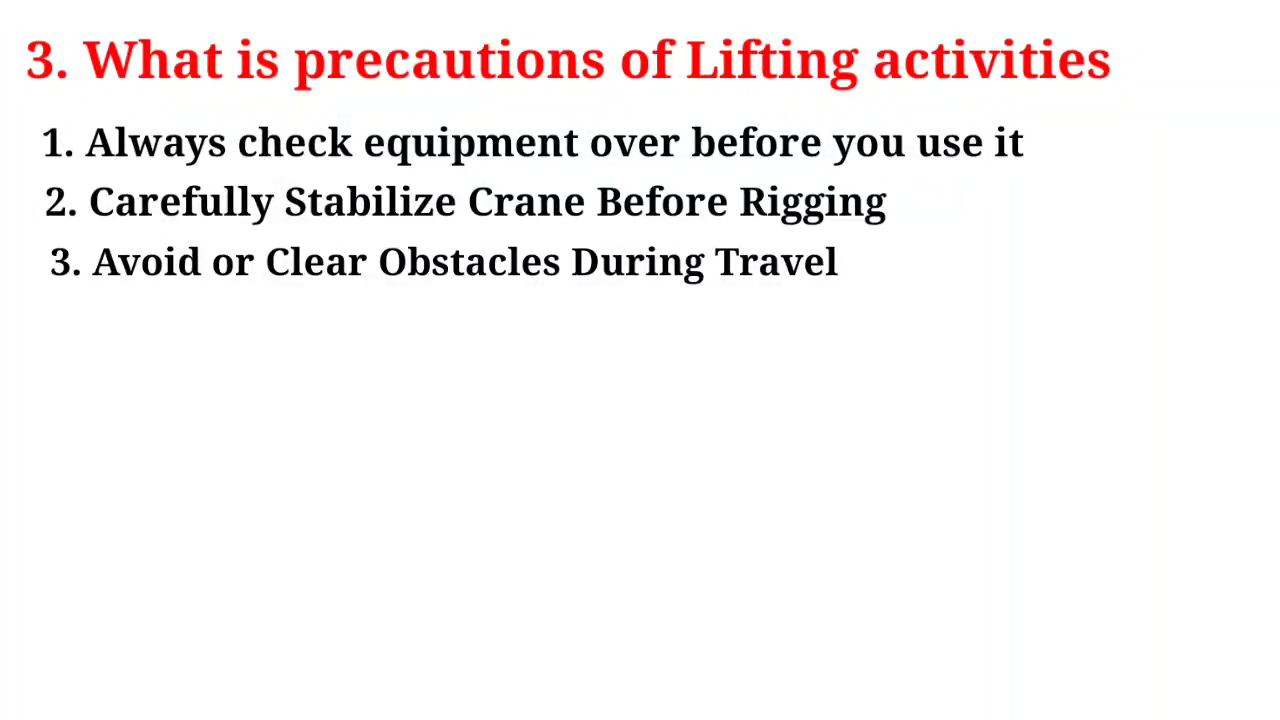 3. What is precautions of Lifting activities
1. Always check equipment over before you use it
2. Carefully Stabilize Crane Before Rigging
3. Avoid or Clear Obstacles During Travel